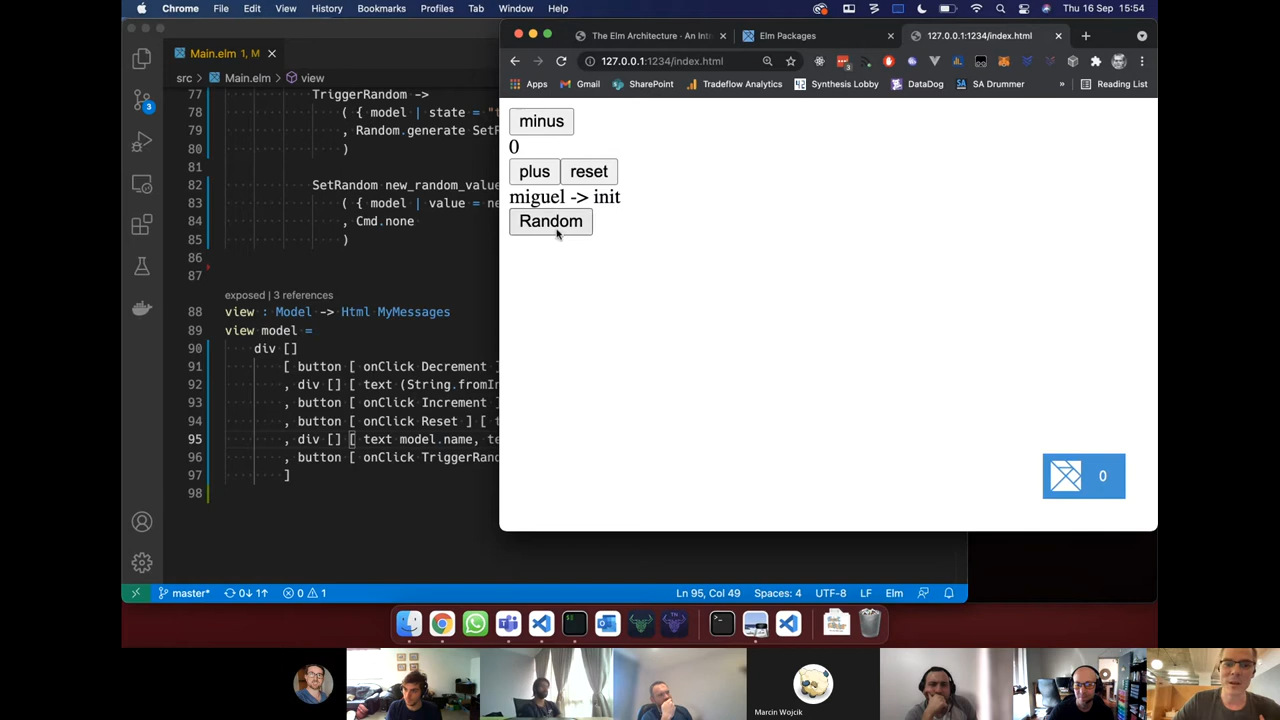 Chrome File Edit View History Bookmarks Profiles Tab Window Help Thu 16 Sep 15:54
Main.elm 1, M
src > Main.elm > view
77 TriggerRandom ->
78 ( { model | state = "t
79 , Random.generate SetR
80 )
81
82 SetRandom new_random_value
83 ( { model | value = ne
84 , Cmd.none
85 )
86
87
exposed | 3 references
88 view : Model -> Html MyMessages
89 view model =
90 div []
91 [ button [ onClick Decrement ]
92 , div [] [ text (String.fromIn
93 , button [ onClick Increment ]
94 , button [ onClick Reset ] [ t
95 , div [] [ text model.name, te
96 , button [ onClick TriggerRand
97 ]
98
3
master* 0↓ 1↑ 0 1 Ln 95, Col 49 Spaces: 4 UTF-8 LF Elm
The Elm Architecture · An Int
Elm Packages
127.0.0.1:1234/index.html
127.0.0.1:1234/index.html
Apps Gmail SharePoint Tradeflow Analytics 42 Synthesis Lobby DataDog SA Drummer » Reading List
minus
0
plus reset
miguel -> init
Random
0
Marcin Wojcik